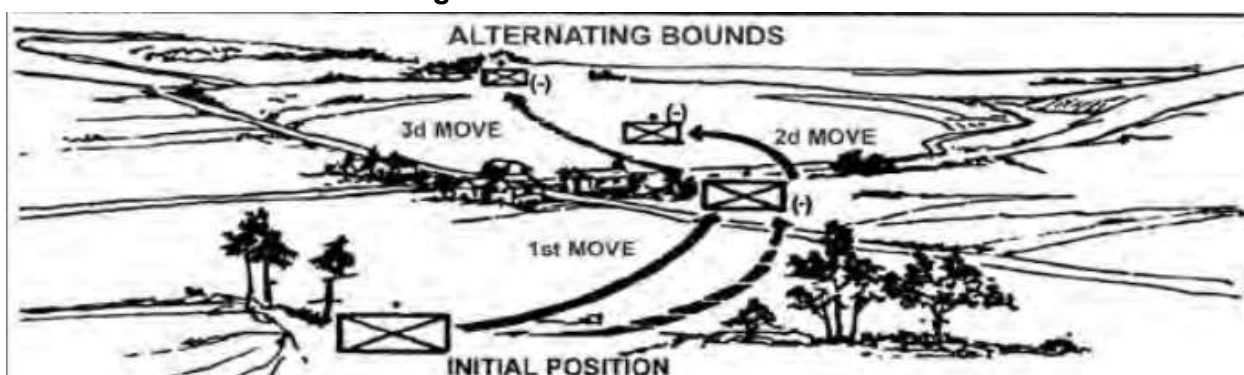 ALTERNATING BOUNDS
(-)
3d MOVE
(-)
2d MOVE
(-)
1st MOVE
INITIAL POSITION